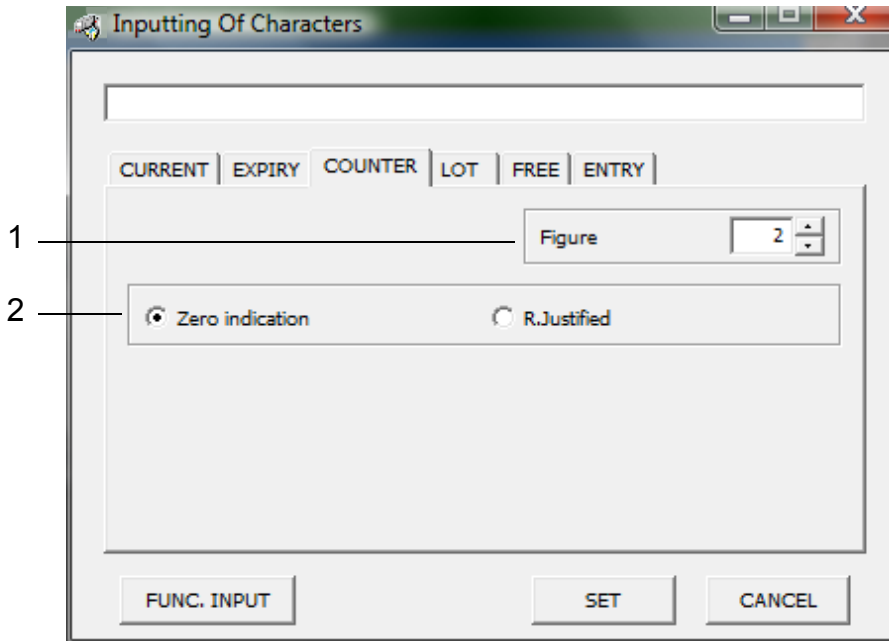 Inputting Of Characters
CURRENT EXPIRY COUNTER LOT FREE ENTRY
1 Figure 2
2 Zero indication R.Justified
FUNC. INPUT SET CANCEL